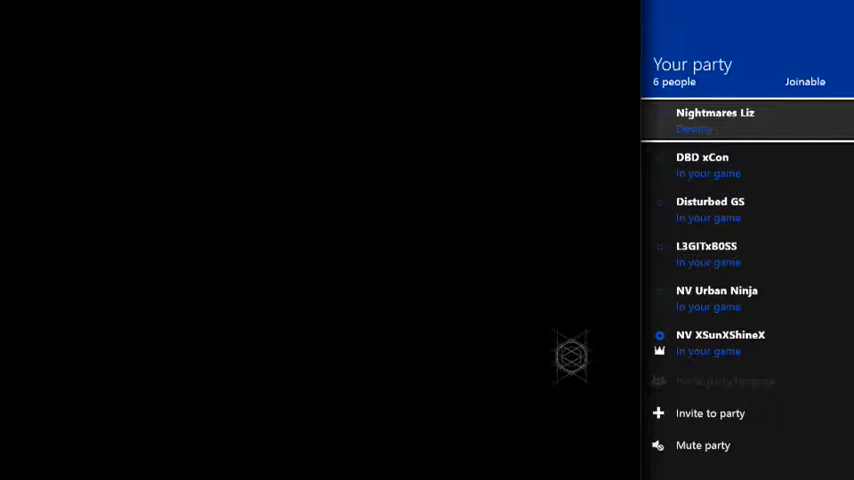 Your party
6 people Joinable
Nightmares Liz
Destiny
DBD xCon
In your game
Disturbed GS
In your game
L3GITxB0SS
In your game
NV Urban Ninja
In your game
NV XSunXShineX
In your game
Invite party
Invite to party
Mute party